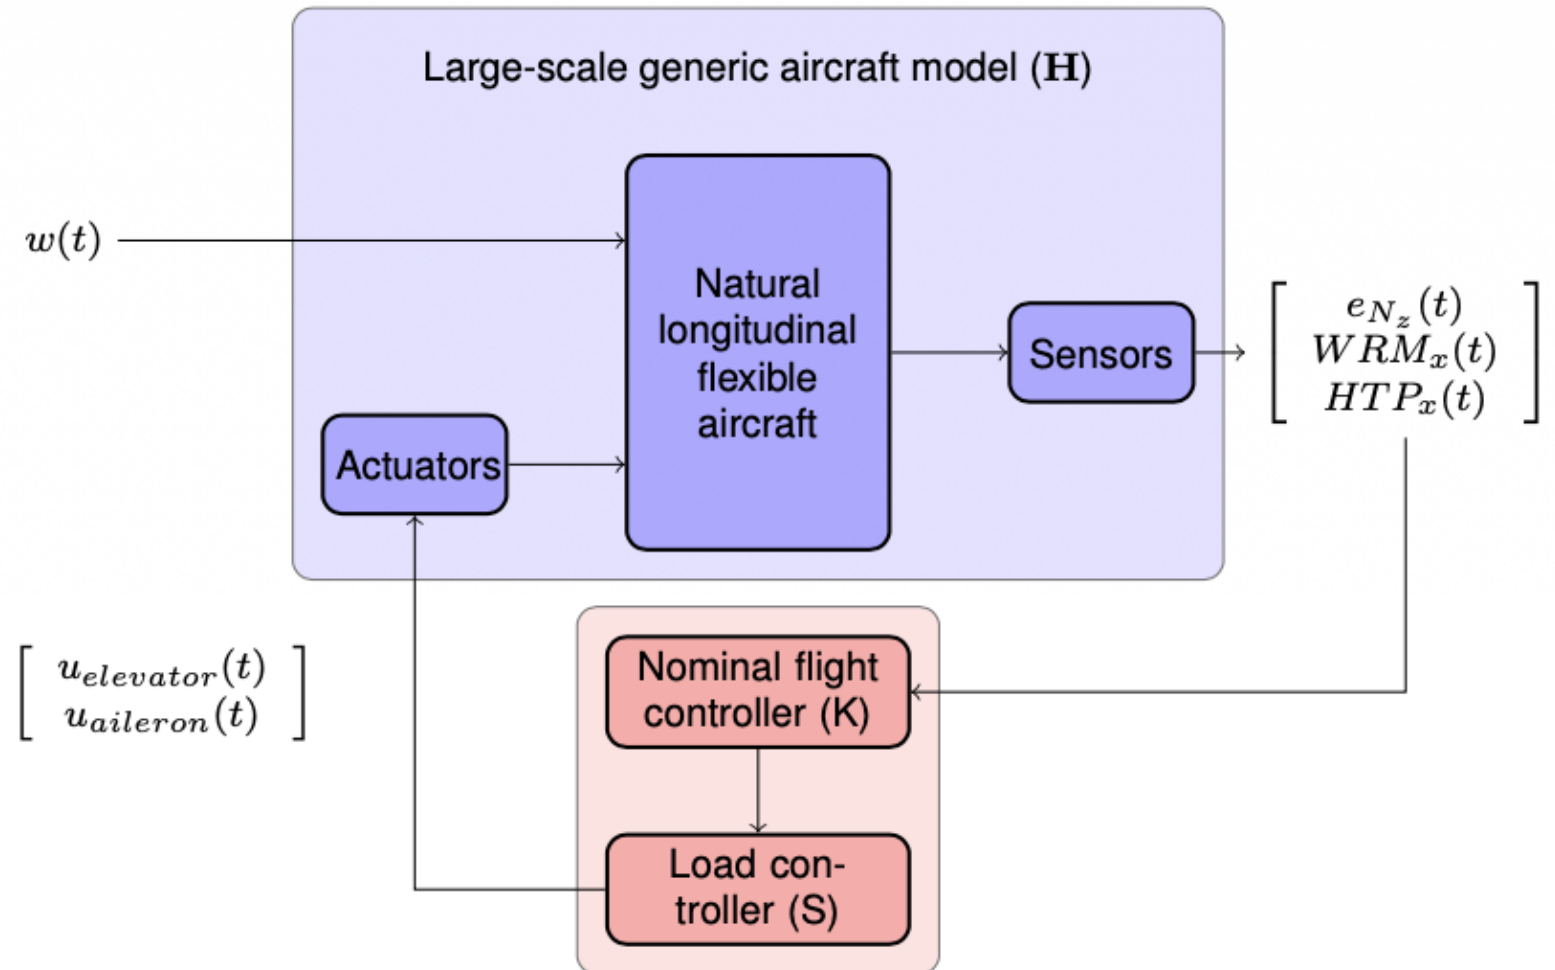 Large-scale generic aircraft model (H)
w(t)
Natural
longitudinal
flexible
aircraft
Sensors
e_{N_z}(t)
WRM_x(t)
HTP_x(t)
Actuators
u_{elevator}(t)
u_{aileron}(t)
Nominal flight
controller (K)
Load con-
troller (S)